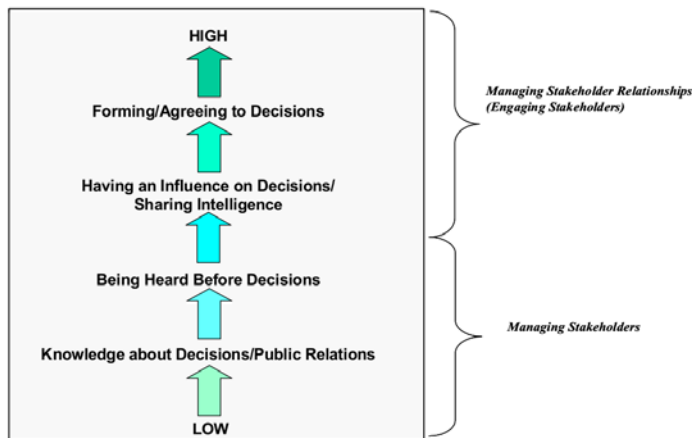 HIGH
Forming/Agreeing to Decisions
Having an Influence on Decisions/
Sharing Intelligence
Being Heard Before Decisions
Knowledge about Decisions/Public Relations
LOW
Managing Stakeholder Relationships
(Engaging Stakeholders)
Managing Stakeholders